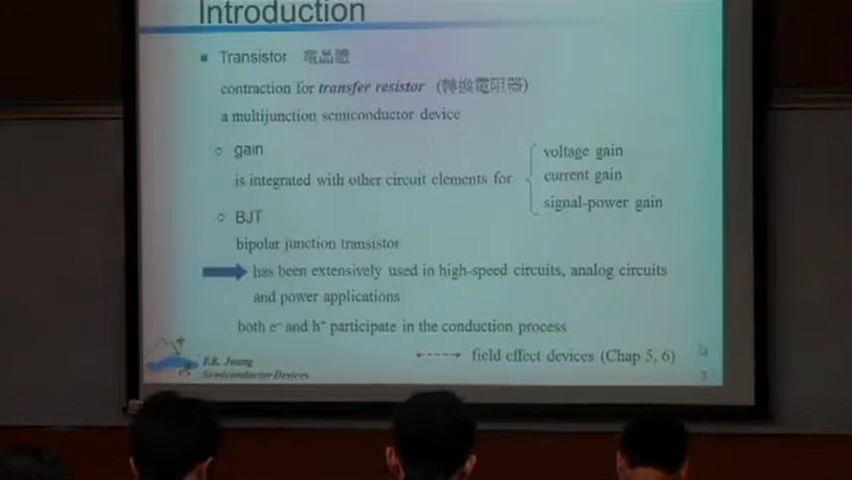 Introduction
Transistor 電晶體
contraction for transfer resistor (轉換電阻器)
a multijunction semiconductor device
gain
is integrated with other circuit elements for
voltage gain
current gain
signal-power gain
BJT
bipolar junction transistor
has been extensively used in high-speed circuits, analog circuits
and power applications
both e⁻ and h⁺ participate in the conduction process
field effect devices (Chap 5, 6)
F.R. Juang
Semiconductor Devices
3